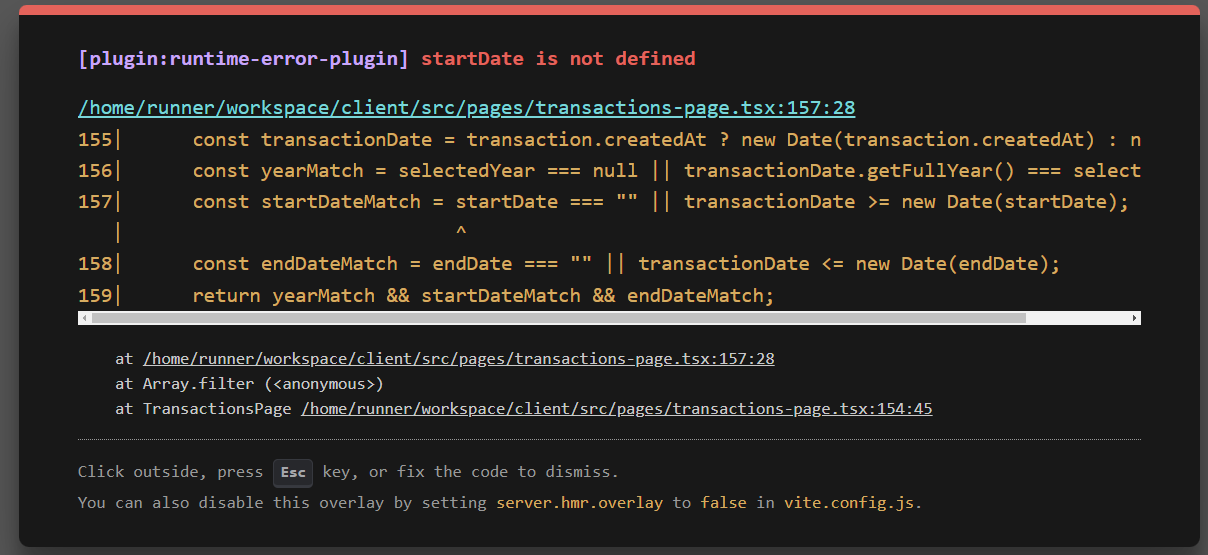 [plugin:runtime-error-plugin] startDate is not defined
/home/runner/workspace/client/src/pages/transactions-page.tsx:157:28
155|      const transactionDate = transaction.createdAt ? new Date(transaction.createdAt) : n
156|      const yearMatch = selectedYear === null || transactionDate.getFullYear() === select
157|      const startDateMatch = startDate === "" || transactionDate >= new Date(startDate);
   |                             ^
158|      const endDateMatch = endDate === "" || transactionDate <= new Date(endDate);
159|      return yearMatch && startDateMatch && endDateMatch;
at /home/runner/workspace/client/src/pages/transactions-page.tsx:157:28
at Array.filter (<anonymous>)
at TransactionsPage /home/runner/workspace/client/src/pages/transactions-page.tsx:154:45
Click outside, press Esc key, or fix the code to dismiss.
You can also disable this overlay by setting server.hmr.overlay to false in vite.config.js.